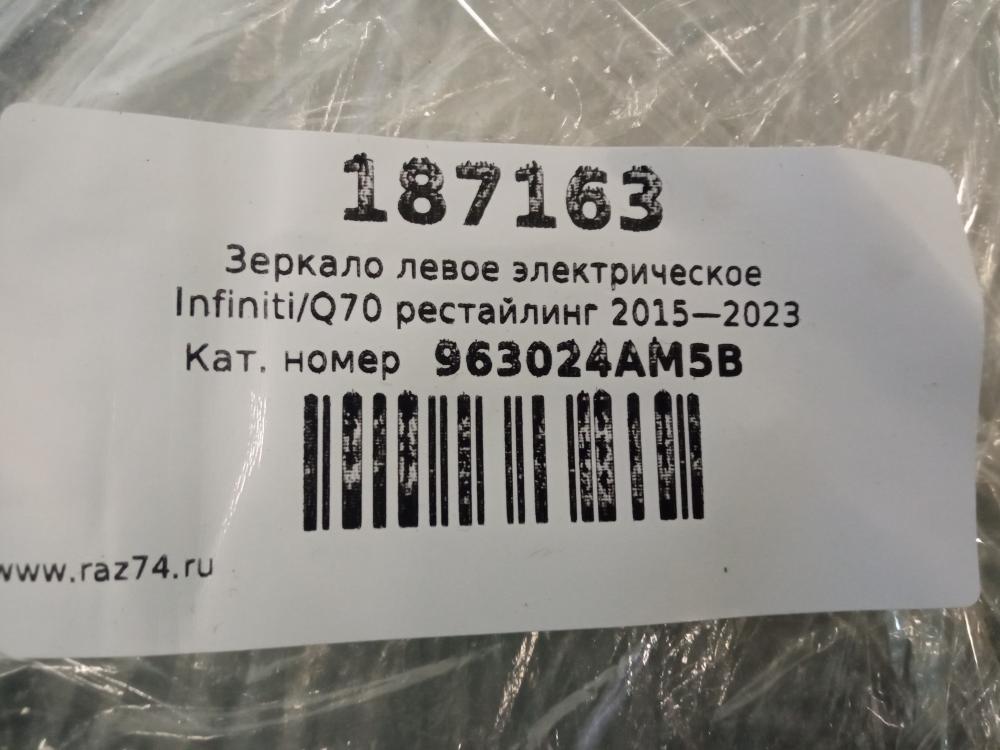 187163
Зеркало левое электрическое
Infiniti/Q70 рестайлинг 2015—2023
Кат. номер 963024AM5B
www.raz74.ru